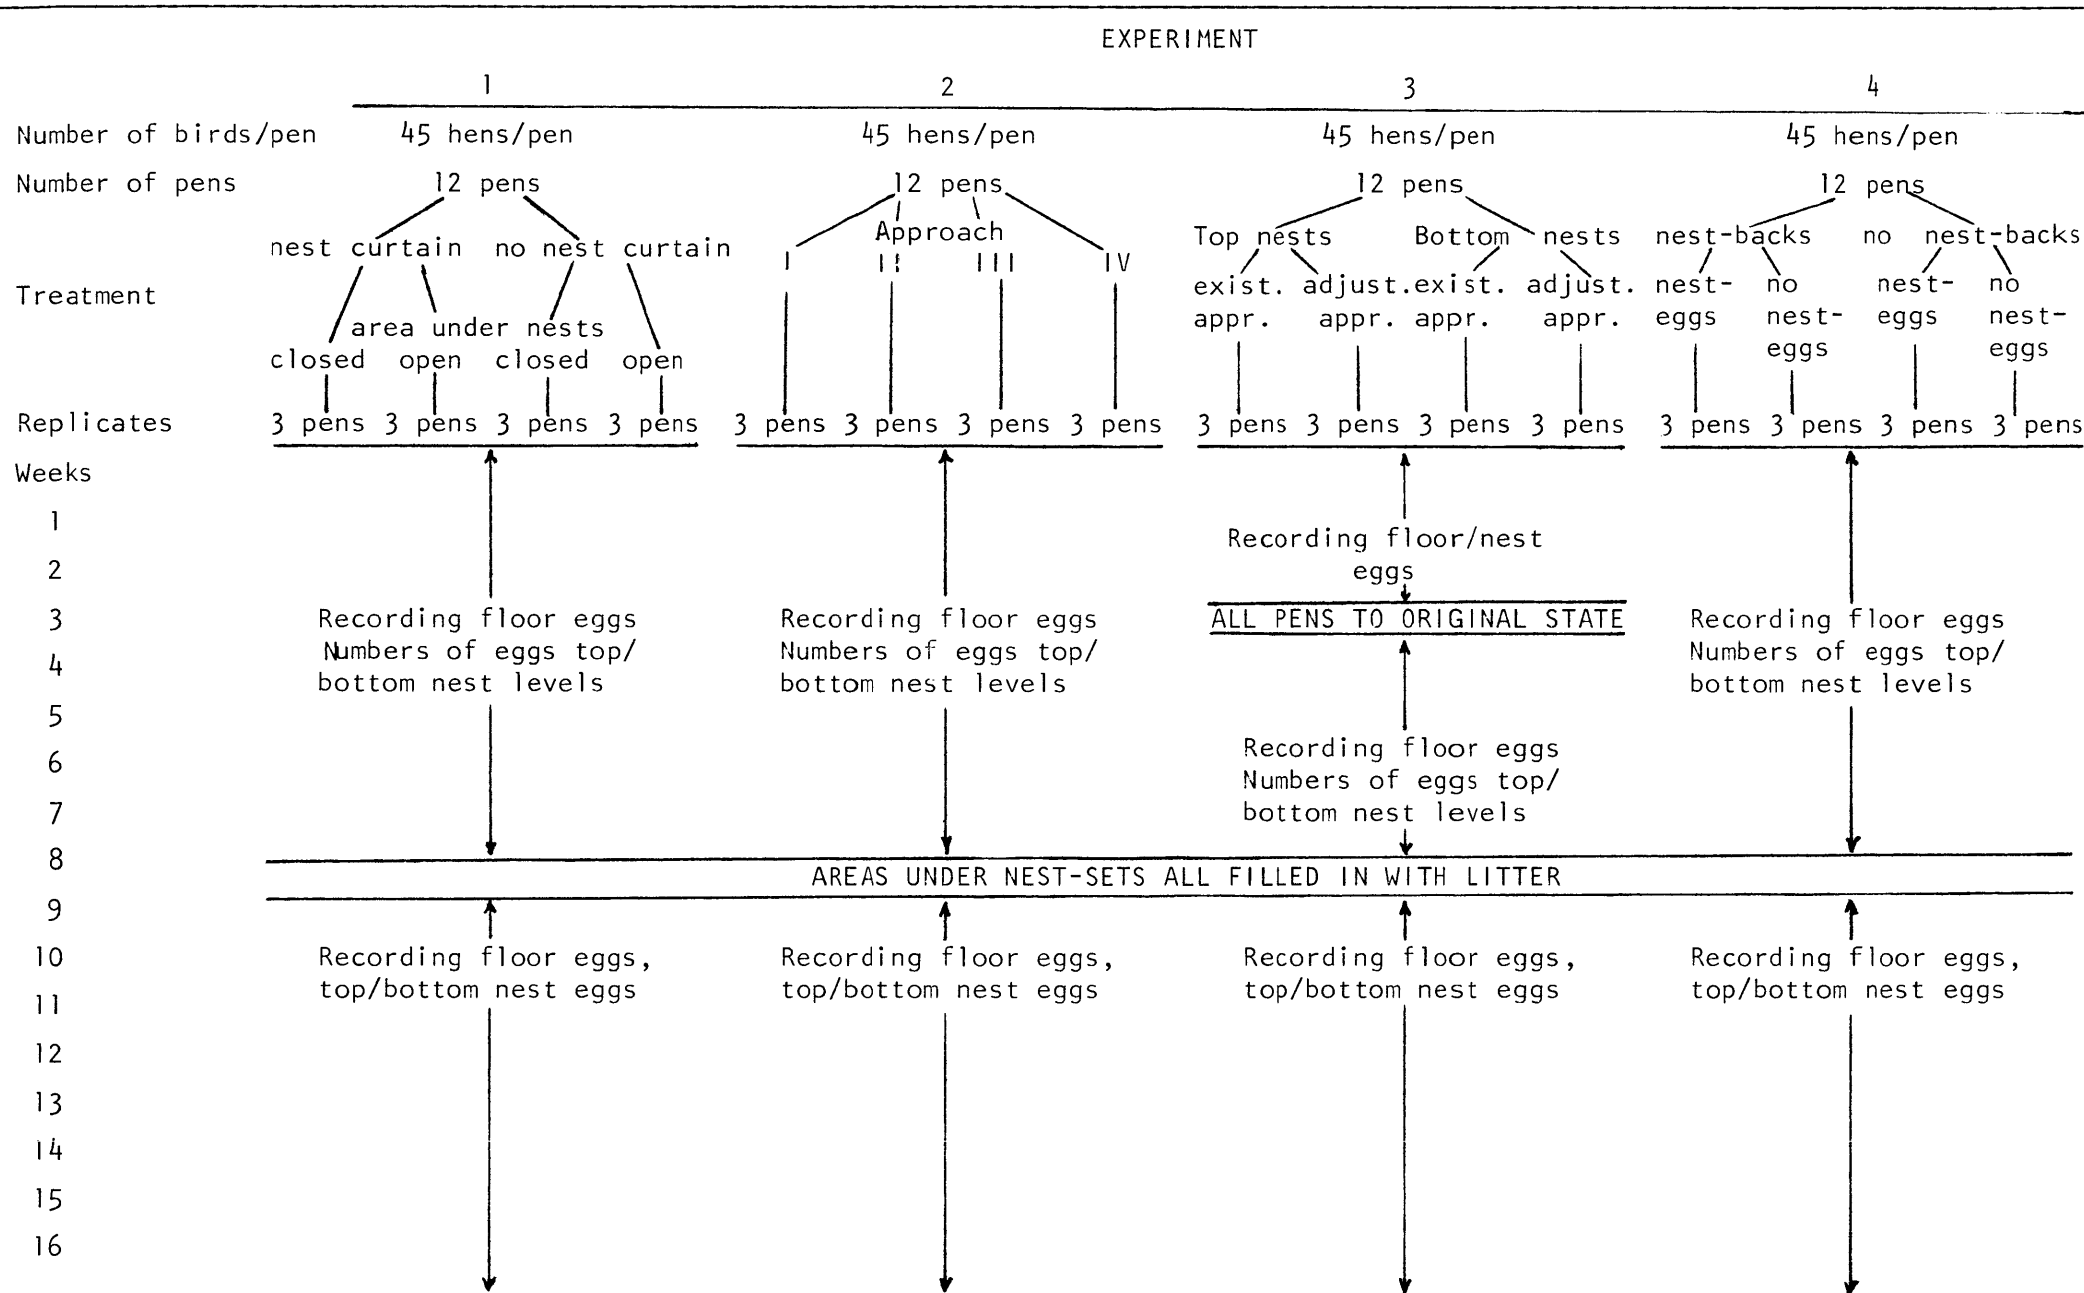 EXPERIMENT
1 2 3 4
Number of birds/pen 45 hens/pen 45 hens/pen 45 hens/pen 45 hens/pen
Number of pens 12 pens 12 pens 12 pens 12 pens
nest curtain no nest curtain Approach Top nests Bottom nests nest-backs no nest-backs
I II III IV
Treatment exist. adjust. exist. adjust. nest- no nest- no
appr. appr. appr. appr. eggs nest- eggs nest-
area under nests
closed open closed open eggs eggs
Replicates 3 pens 3 pens 3 pens 3 pens 3 pens 3 pens 3 pens 3 pens 3 pens 3 pens 3 pens 3 pens 3 pens 3 pens 3 pens 3 pens
Weeks
1
Recording floor/nest
2 eggs
3 Recording floor eggs Recording floor eggs ALL PENS TO ORIGINAL STATE Recording floor eggs
Numbers of eggs top/ Numbers of eggs top/ Numbers of eggs top/
4
bottom nest levels bottom nest levels bottom nest levels
5
Recording floor eggs
6
Numbers of eggs top/
7 bottom nest levels
8
AREAS UNDER NEST-SETS ALL FILLED IN WITH LITTER
9
10 Recording floor eggs, Recording floor eggs, Recording floor eggs, Recording floor eggs,
11 top/bottom nest eggs top/bottom nest eggs top/bottom nest eggs top/bottom nest eggs
12
13
14
15
16